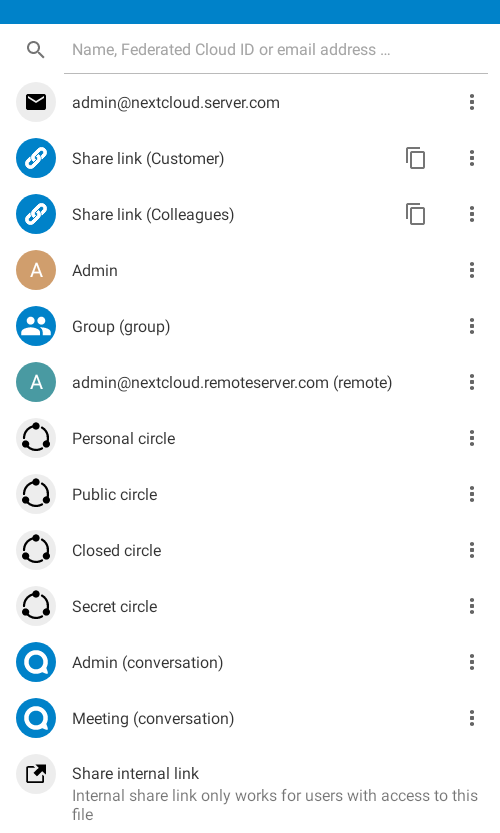 Name, Federated Cloud ID or email address …
admin@nextcloud.server.com
Share link (Customer)
Share link (Colleagues)
A
Admin
Group (group)
A
admin@nextcloud.remoteserver.com (remote)
Personal circle
Public circle
Closed circle
Secret circle
Admin (conversation)
Meeting (conversation)
Share internal link
Internal share link only works for users with access to this
file